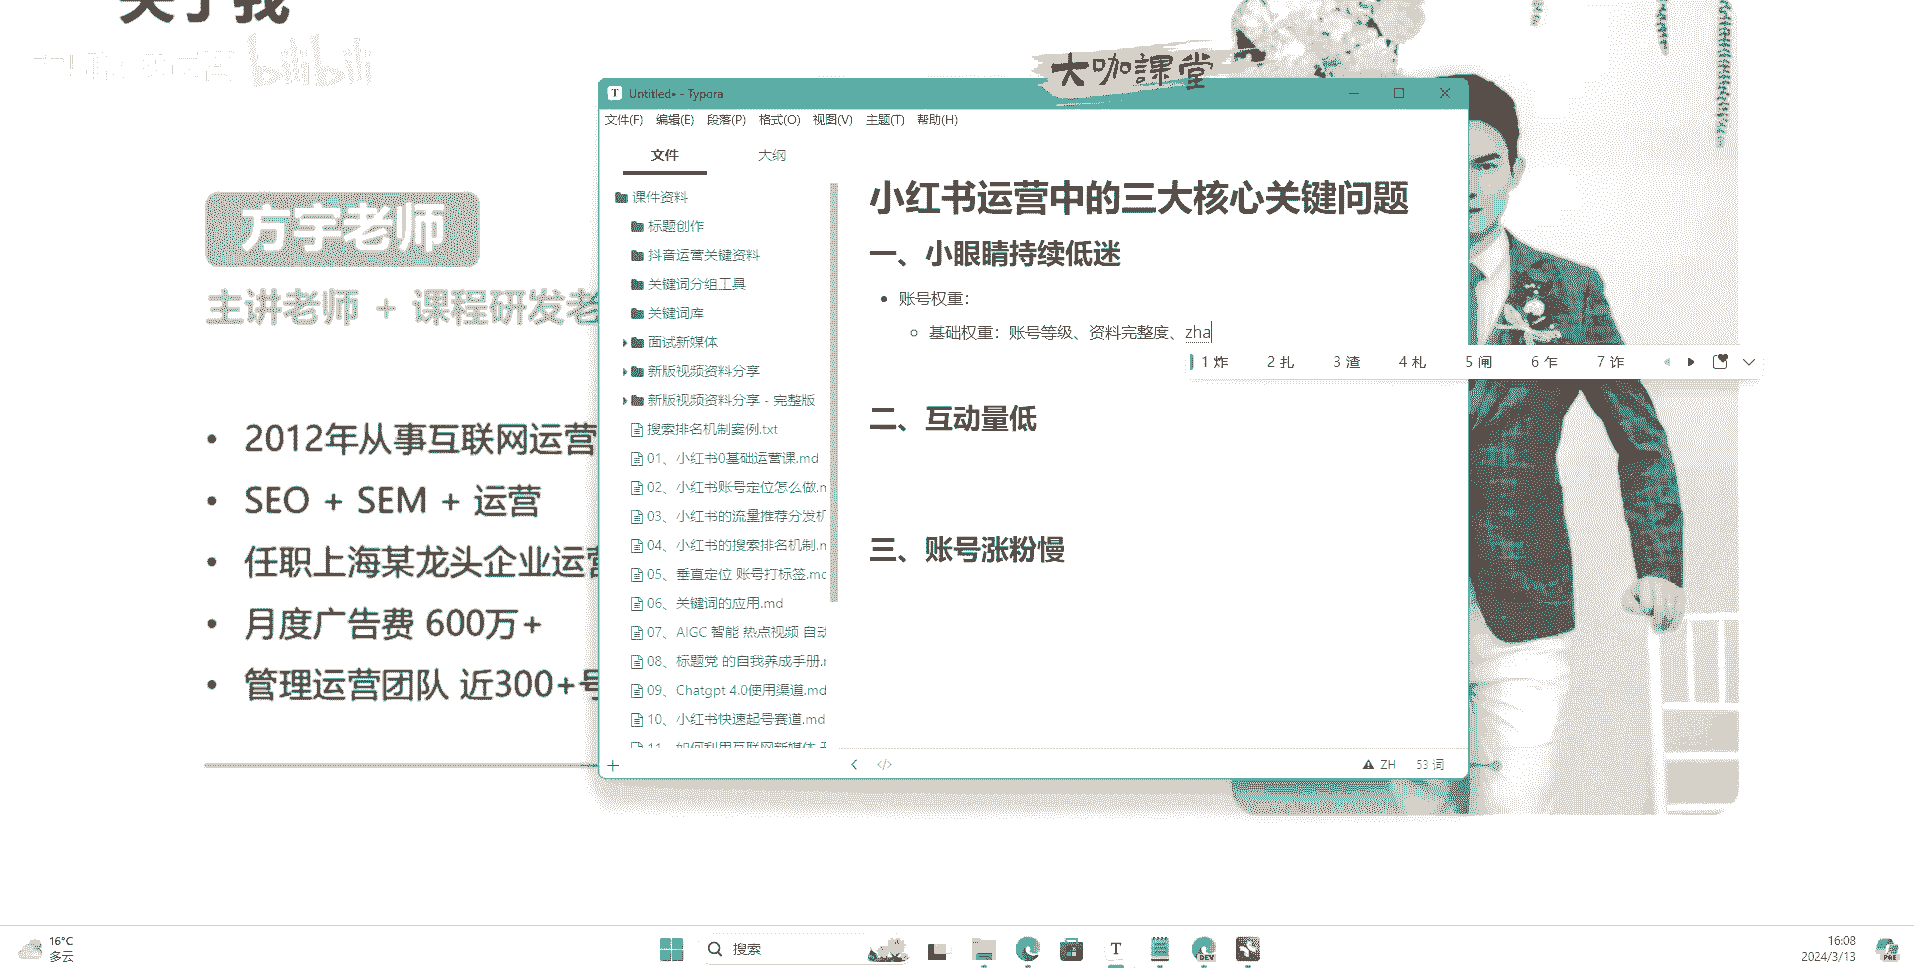 关于我
bilibili
大咖課堂
方宇老师
主讲老师 + 课程研发老
2012年从事互联网运营
SEO + SEM + 运营
任职上海某龙头企业运营
月度广告费 600万+
管理运营团队 近300+号
Untitled• - Typora
文件(F) 编辑(E) 段落(P) 格式(O) 视图(V) 主题(T) 帮助(H)
文件 大纲
课件资料
标题创作
抖音运营关键资料
关键词分组工具
关键词库
面试新媒体
新版视频资料分享
新版视频资料分享 - 完整版
搜索排名机制案例.txt
01、小红书0基础运营课.md
02、小红书账号定位怎么做.m
03、小红书的流量推荐分发机
04、小红书的搜索排名机制.m
05、垂直定位 账号打标签.md
06、关键词的应用.md
07、AIGC 智能 热点视频 自动
08、标题党 的自我养成手册.m
09、Chatgpt 4.0使用渠道.md
10、小红书快速起号赛道.md
11、如何利用互联网新媒体
小红书运营中的三大核心关键问题
一、小眼睛持续低迷
账号权重：
基础权重：账号等级、资料完整度、zha
1 炸 2 扎 3 渣 4 札 5 闸 6 乍 7 诈
二、互动量低
三、账号涨粉慢
ZH 53 词
16°C
多云
搜索
DEV
16:08
2024/3/13
PRE